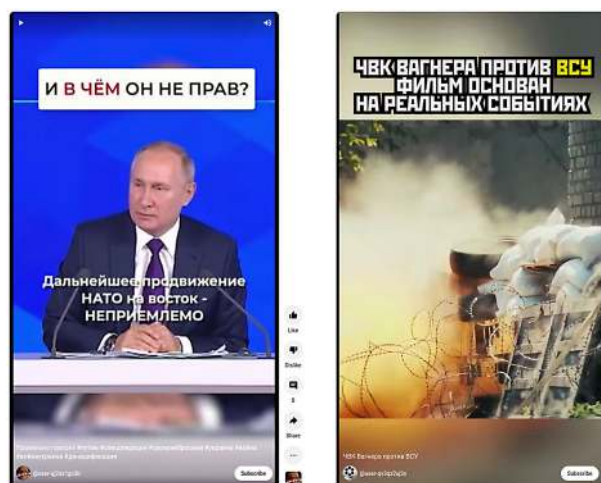 И В ЧЁМ ОН НЕ ПРАВ?
Дальнейшее продвижение
НАТО на восток -
НЕПРИЕМЛЕМО
Like
Dislike
Share
Subscribe
ЧВК ВАГНЕРА ПРОТИВ ВСУ
ФИЛЬМ ОСНОВАН
НА РЕАЛЬНЫХ СОБЫТИЯХ
ЧВК Вагнера против ВСУ
Subscribe